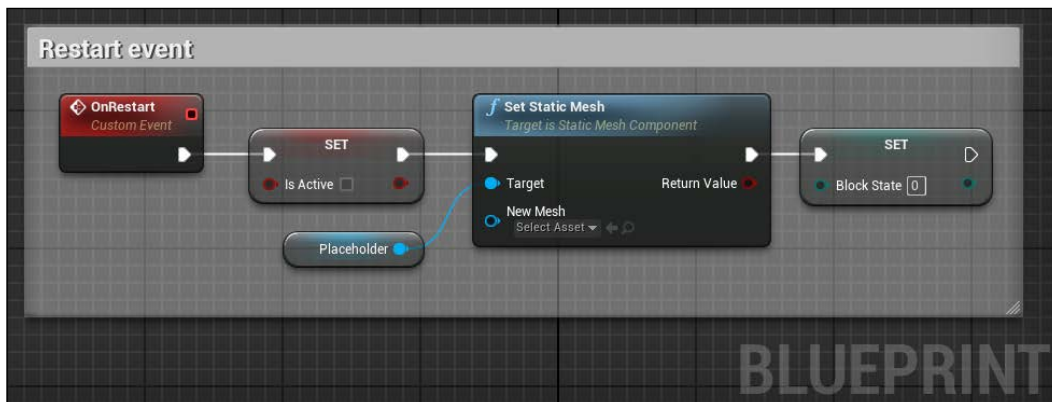 Restart event
OnRestart
Custom Event
SET
Is Active
Placeholder
f Set Static Mesh
Target is Static Mesh Component
Target
Return Value
New Mesh
Select Asset
SET
Block State 0
BLUEPRINT